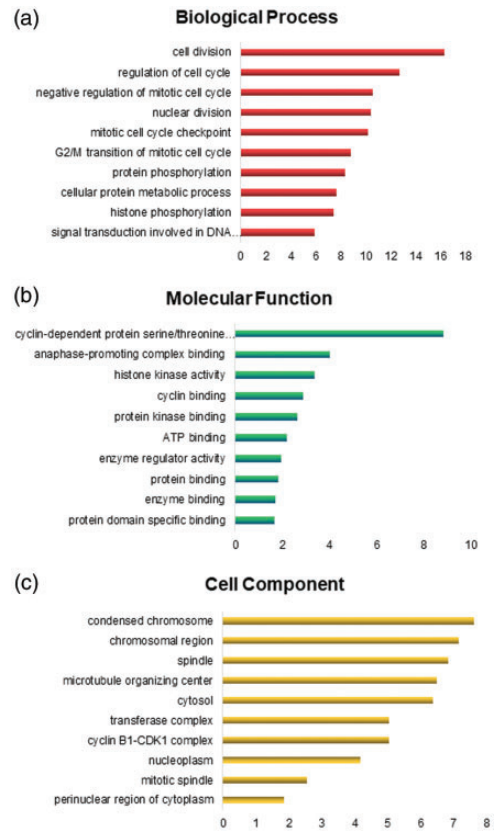 (a)
Biological Process
cell division
regulation of cell cycle
negative regulation of mitotic cell cycle
nuclear division
mitotic cell cycle checkpoint
G2/M transition of mitotic cell cycle
protein phosphorylation
cellular protein metabolic process
histone phosphorylation
signal transduction involved in DNA...
0 2 4 6 8 10 12 14 16 18
(b)
Molecular Function
cyclin-dependent protein serine/threonine...
anaphase-promoting complex binding
histone kinase activity
cyclin binding
protein kinase binding
ATP binding
enzyme regulator activity
protein binding
enzyme binding
protein domain specific binding
0 2 4 6 8 10
(c)
Cell Component
condensed chromosome
chromosomal region
spindle
microtubule organizing center
cytosol
transferase complex
cyclin B1-CDK1 complex
nucleoplasm
mitotic spindle
perinuclear region of cytoplasm
0 1 2 3 4 5 6 7 8